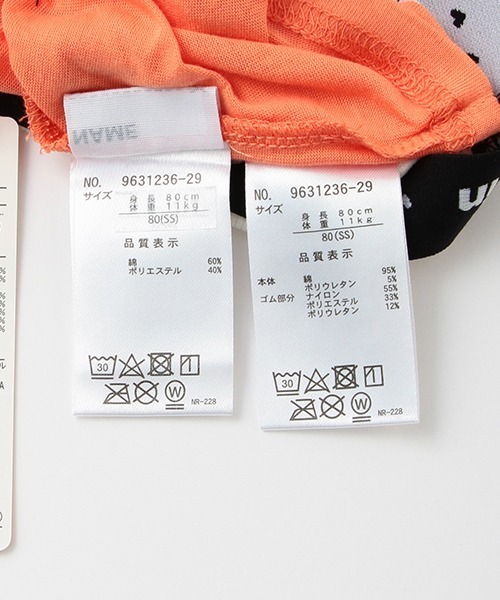 NAME
NO. 9631236-29
サイズ 身長 80cm
体重 11kg
80(SS)
品質表示
綿 60%
ポリエステル 40%
30
W
NR-228
NO. 9631236-29
サイズ 身長 80cm
体重 11kg
80(SS)
品質表示
本体 綿 95%
ポリウレタン 5%
ゴム部分 ナイロン 55%
ポリエステル 33%
ポリウレタン 12%
30
W
NR-228